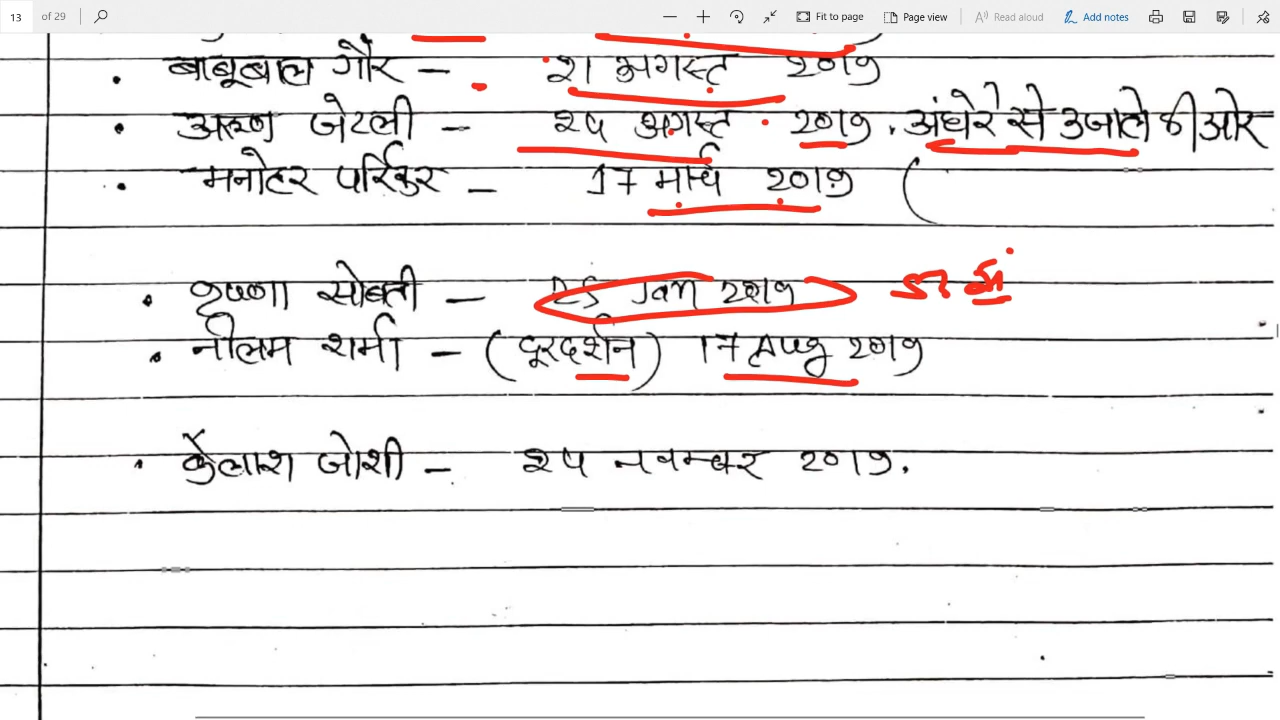 13 of 29 Fit to page Page view Read aloud Add notes
बाबूबाल गौर – 21 अगस्त 2019
अरुण जेटली – 24 अगस्त 2019. अंधेरे से उजाले की ओर
मनोहर पर्रिकर – 17 मार्च 2019 (
कृष्णा सोबती – 25 Jan 2019
नीलम शर्मा – (दूरदर्शन) 17 Aug 2019
कैलाश जोशी – 24 नवम्बर 2019.